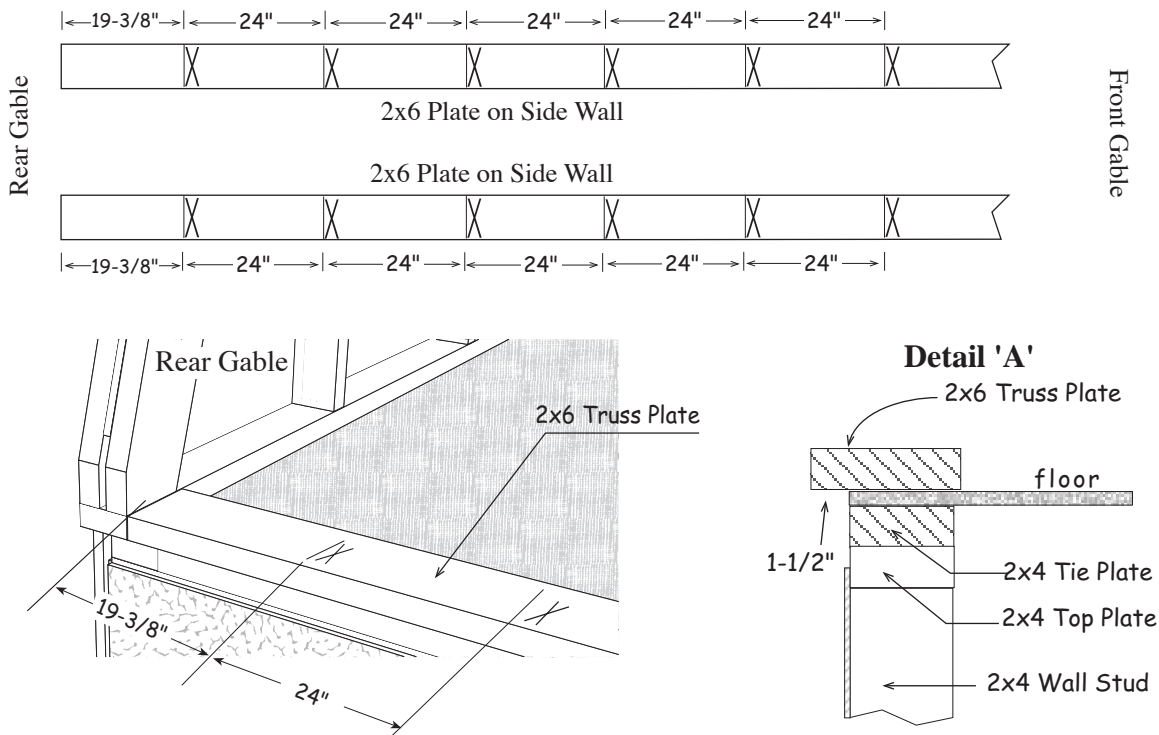 19-3/8" 24" 24" 24" 24" 24"
Rear Gable
Front Gable
2x6 Plate on Side Wall
2x6 Plate on Side Wall
19-3/8" 24" 24" 24" 24" 24"
Rear Gable
2x6 Truss Plate
19-3/8"
24"
Detail 'A'
2x6 Truss Plate
floor
1-1/2"
2x4 Tie Plate
2x4 Top Plate
2x4 Wall Stud